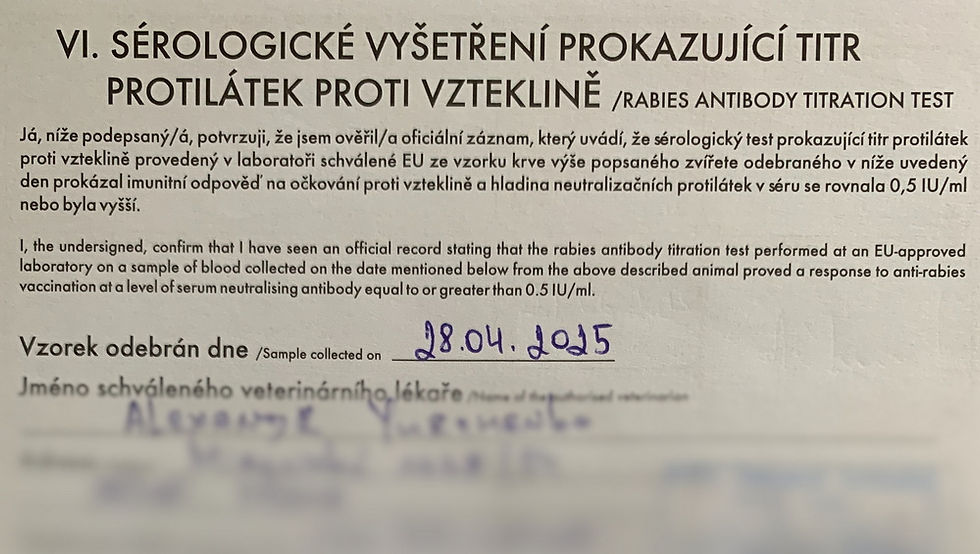 VI. SÉROLOGICKÉ VYŠETŘENÍ PROKAZUJÍCÍ TITR
PROTILÁTEK PROTI VZTEKLINĚ /RABIES ANTIBODY TITRATION TEST
Já, níže podepsaný/á, potvrzuji, že jsem ověřil/a oficiální záznam, který uvádí, že sérologický test prokazující titr protilátek
proti vzteklině provedený v laboratoři schválené EU ze vzorku krve výše popsaného zvířete odebraného v níže uvedený
den prokázal imunitní odpověď na očkování proti vzteklině a hladina neutralizačních protilátek v séru se rovnala 0,5 IU/ml
nebo byla vyšší.
I, the undersigned, confirm that I have seen an official record stating that the rabies antibody titration test performed at an EU-approved
laboratory on a sample of blood collected on the date mentioned below from the above described animal proved a response to anti-rabies
vaccination at a level of serum neutralising antibody equal to or greater than 0.5 IU/ml.
Vzorek odebrán dne /Sample collected on 28.04.2025
Jméno schváleného veterinárního lékaře /Name of the authorised veterinarian